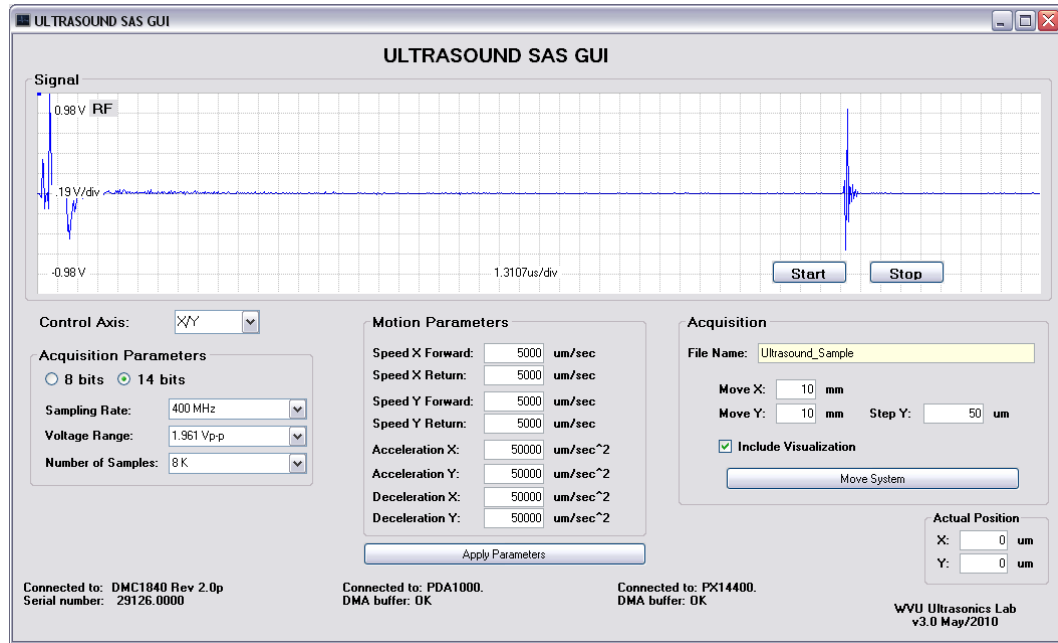 ULTRASOUND SAS GUI
ULTRASOUND SAS GUI
Signal
0.98 V RF
.19 V/div
-0.98 V
1.3107us/div
Start
Stop
Control Axis: X/Y
Acquisition Parameters
8 bits 14 bits
Sampling Rate: 400 MHz
Voltage Range: 1.961 Vp-p
Number of Samples: 8 K
Motion Parameters
Speed X Forward: 5000 um/sec
Speed X Return: 5000 um/sec
Speed Y Forward: 5000 um/sec
Speed Y Return: 5000 um/sec
Acceleration X: 50000 um/sec^2
Acceleration Y: 50000 um/sec^2
Deceleration X: 50000 um/sec^2
Deceleration Y: 50000 um/sec^2
Apply Parameters
Acquisition
File Name: Ultrasound_Sample
Move X: 10 mm
Move Y: 10 mm Step Y: 50 um
Include Visualization
Move System
Actual Position
X: 0 um
Y: 0 um
Connected to: DMC1840 Rev 2.0p
Serial number: 29126.0000
Connected to: PDA1000.
DMA buffer: OK
Connected to: PX14400.
DMA buffer: OK
WVU Ultrasonics Lab
v3.0 May/2010